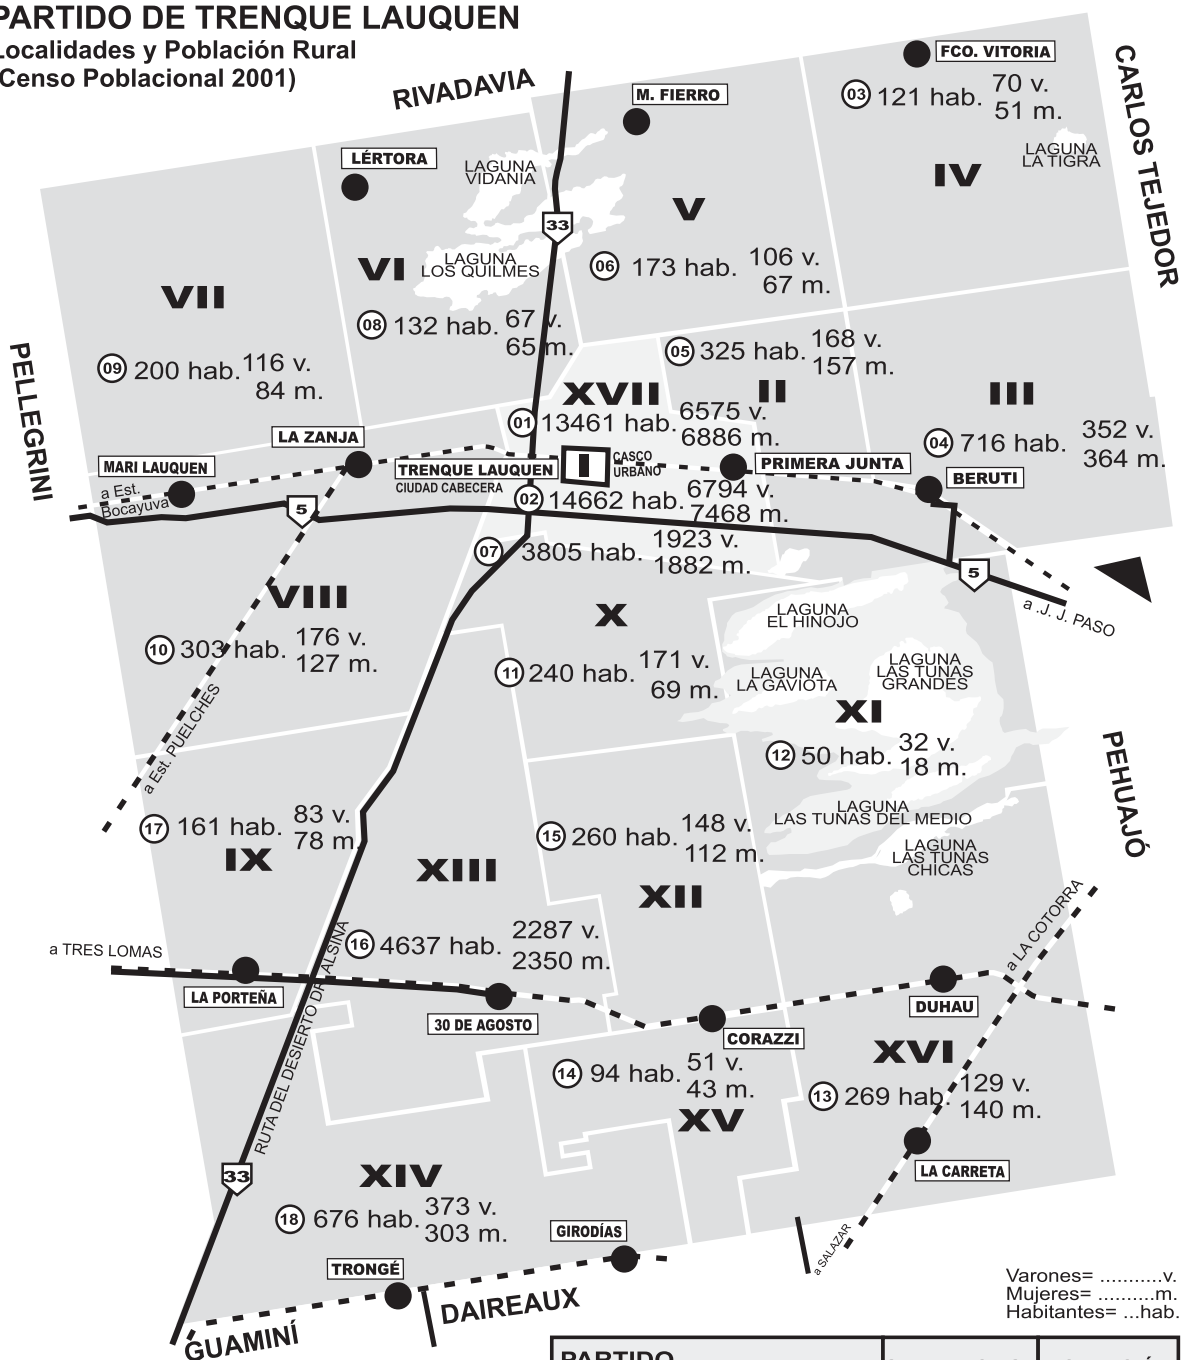 PARTIDO DE TRENQUE LAUQUEN
Localidades y Población Rural
(Censo Poblacional 2001)
RIVADAVIA
CARLOS TEJEDOR
PELLEGRINI
PEHUAJÓ
FCO. VITORIA
03 121 hab. 70 v.
51 m.
M. FIERRO
LÉRTORA
LAGUNA
VIDANIA
LAGUNA
LA TIGRA
IV
V
33
VI
LAGUNA
LOS QUILMES
06 173 hab. 106 v.
67 m.
VII
08 132 hab. 67 v.
65 m.
09 200 hab. 116 v.
84 m.
05 325 hab. 168 v.
157 m.
XVII
II
III
01 13461 hab. 6575 v.
6886 m.
04 716 hab. 352 v.
364 m.
LA ZANJA
MARI LAUQUEN
TRENQUE LAUQUEN
CIUDAD CABECERA
I
CASCO
URBANO
PRIMERA JUNTA
BERUTI
a Est.
Bocayuva
5
02 14662 hab. 6794 v.
7468 m.
07 3805 hab. 1923 v.
1882 m.
5
a .J. J. PASO
VIII
X
LAGUNA
EL HINOJO
10 303 hab. 176 v.
127 m.
11 240 hab. 171 v.
69 m.
LAGUNA
LA GAVIOTA
LAGUNA
LAS TUNAS
GRANDES
XI
a Est. PUELCHES
12 50 hab. 32 v.
18 m.
17 161 hab. 83 v.
78 m.
IX
15 260 hab. 148 v.
112 m.
LAGUNA
LAS TUNAS DEL MEDIO
LAGUNA
LAS TUNAS
CHICAS
XIII
XII
16 4637 hab. 2287 v.
2350 m.
a TRES LOMAS
a LA COTORRA
LA PORTEÑA
30 DE AGOSTO
CORAZZI
DUHAU
RUTA DEL DESIERTO DR. ALSINA
14 94 hab. 51 v.
43 m.
XV
XVI
13 269 hab. 129 v.
140 m.
LA CARRETA
33
XIV
18 676 hab. 373 v.
303 m.
GIRODÍAS
TRONGÉ
a SALAZAR
DAIREAUX
GUAMINÍ
Varones= ...........v.
Mujeres= ..........m.
Habitantes= ...hab.
PARTIDO